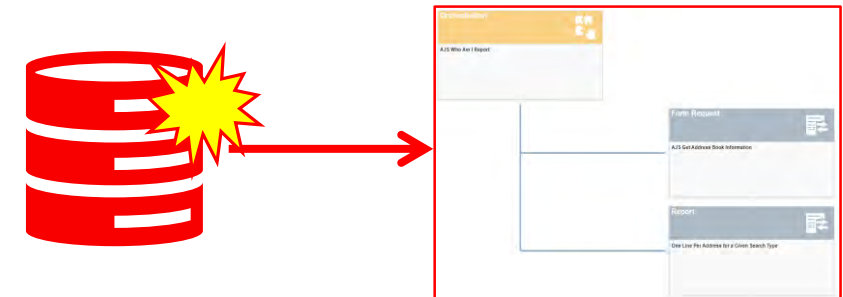 Orchestration
AJS Who Am I Report
Form Request
AJS Get Address Book Information
Report
One Line Per Address for a Given Search Type